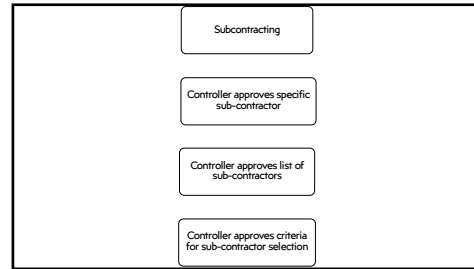 Subcontracting
Controller approves specific
sub-contractor
Controller approves list of
sub-contractors
Controller approves criteria
for sub-contractor selection